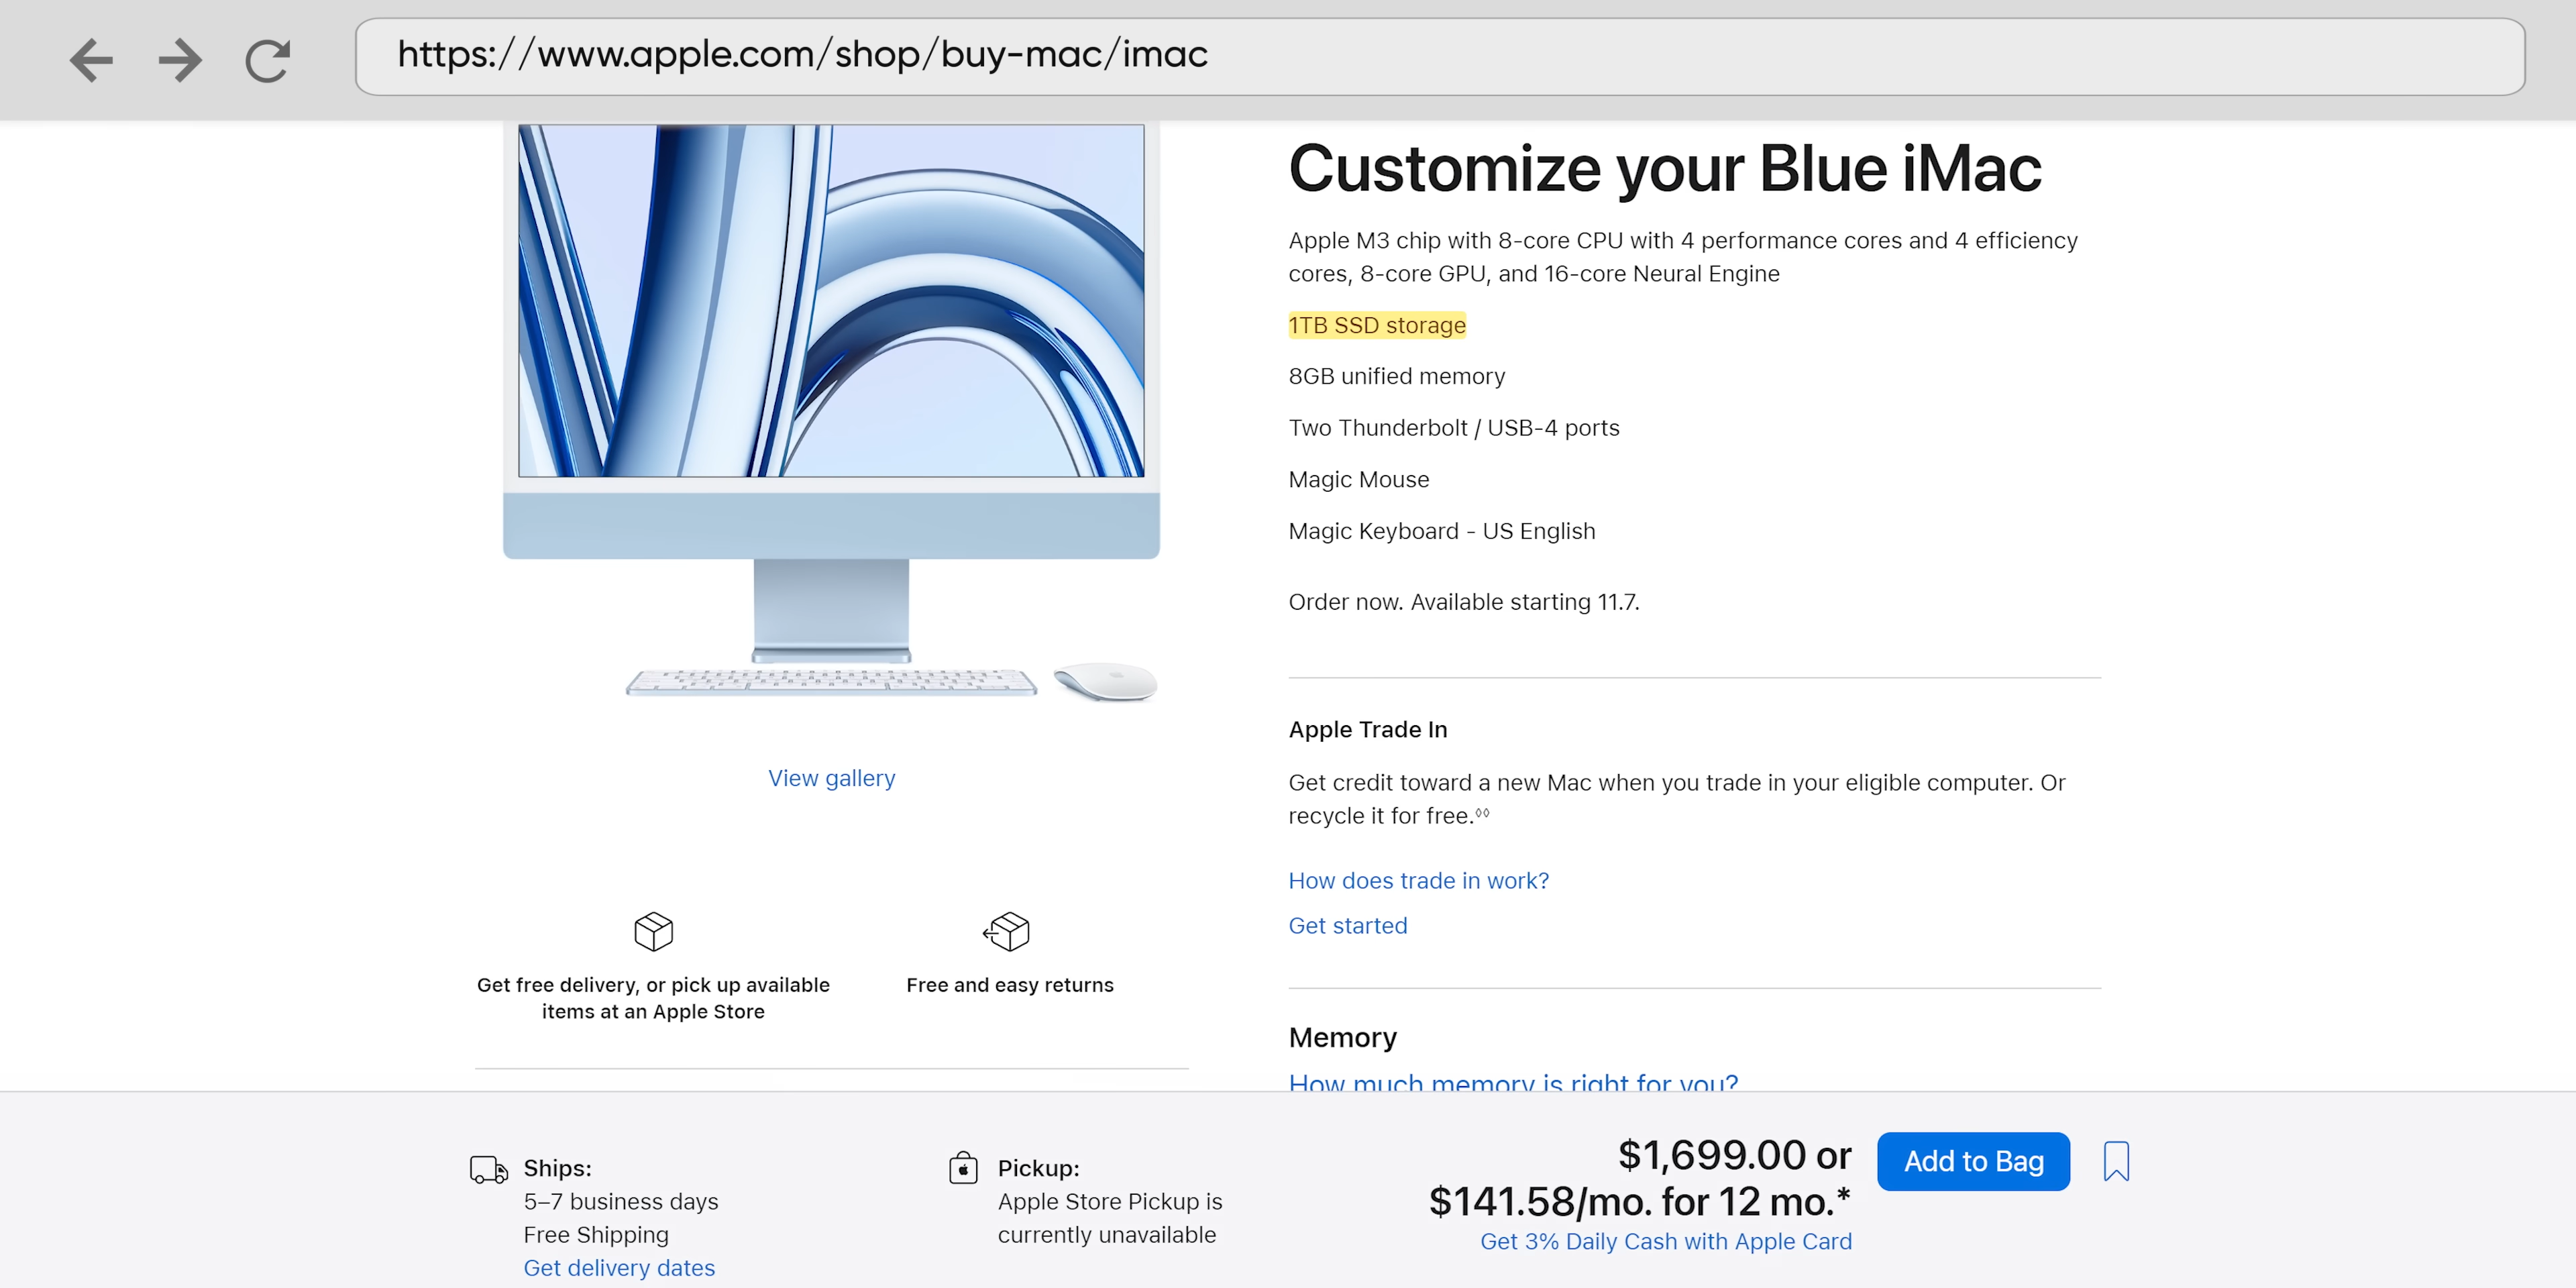 https://www.apple.com/shop/buy-mac/imac
Customize your Blue iMac
Apple M3 chip with 8-core CPU with 4 performance cores and 4 efficiency
cores, 8-core GPU, and 16-core Neural Engine
1TB SSD storage
8GB unified memory
Two Thunderbolt / USB-4 ports
Magic Mouse
Magic Keyboard - US English
Order now. Available starting 11.7.
View gallery
Get free delivery, or pick up available
items at an Apple Store
Free and easy returns
Apple Trade In
Get credit toward a new Mac when you trade in your eligible computer. Or
recycle it for free.◊◊
How does trade in work?
Get started
Memory
How much memory is right for you?
Ships:
5–7 business days
Free Shipping
Get delivery dates
Pickup:
Apple Store Pickup is
currently unavailable
$1,699.00 or
$141.58/mo. for 12 mo.*
Get 3% Daily Cash with Apple Card
Add to Bag